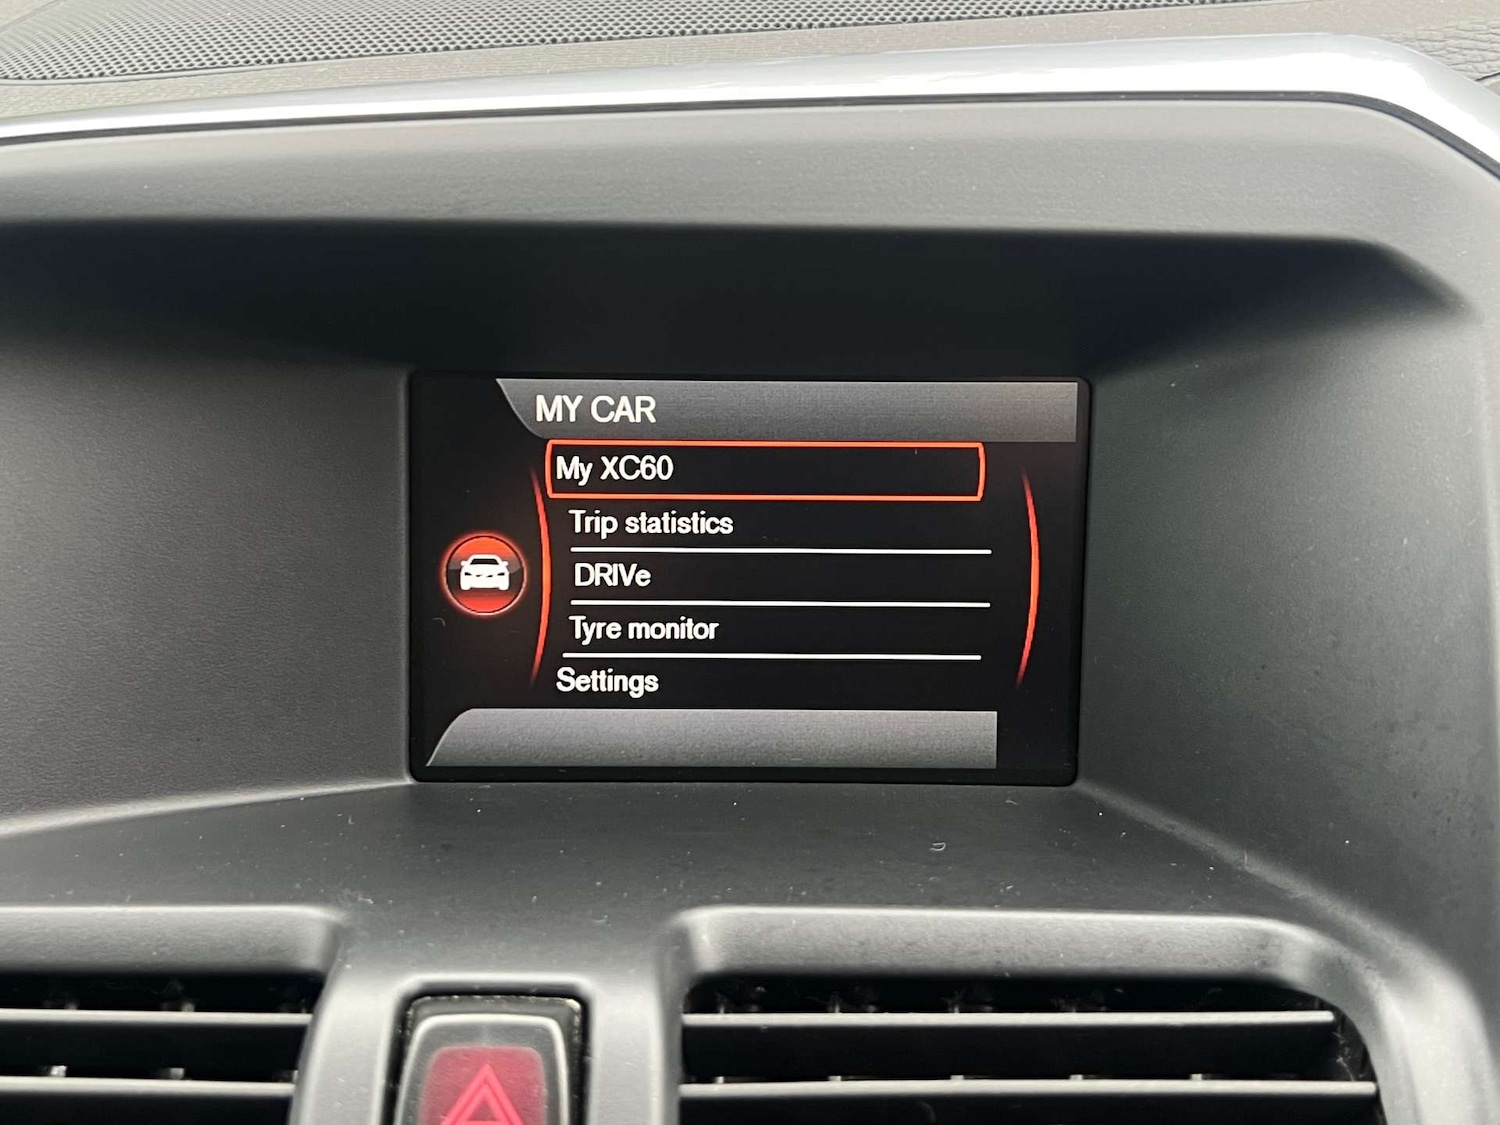 MY CAR
My XC60
Trip statistics
DRIVe
Tyre monitor
Settings